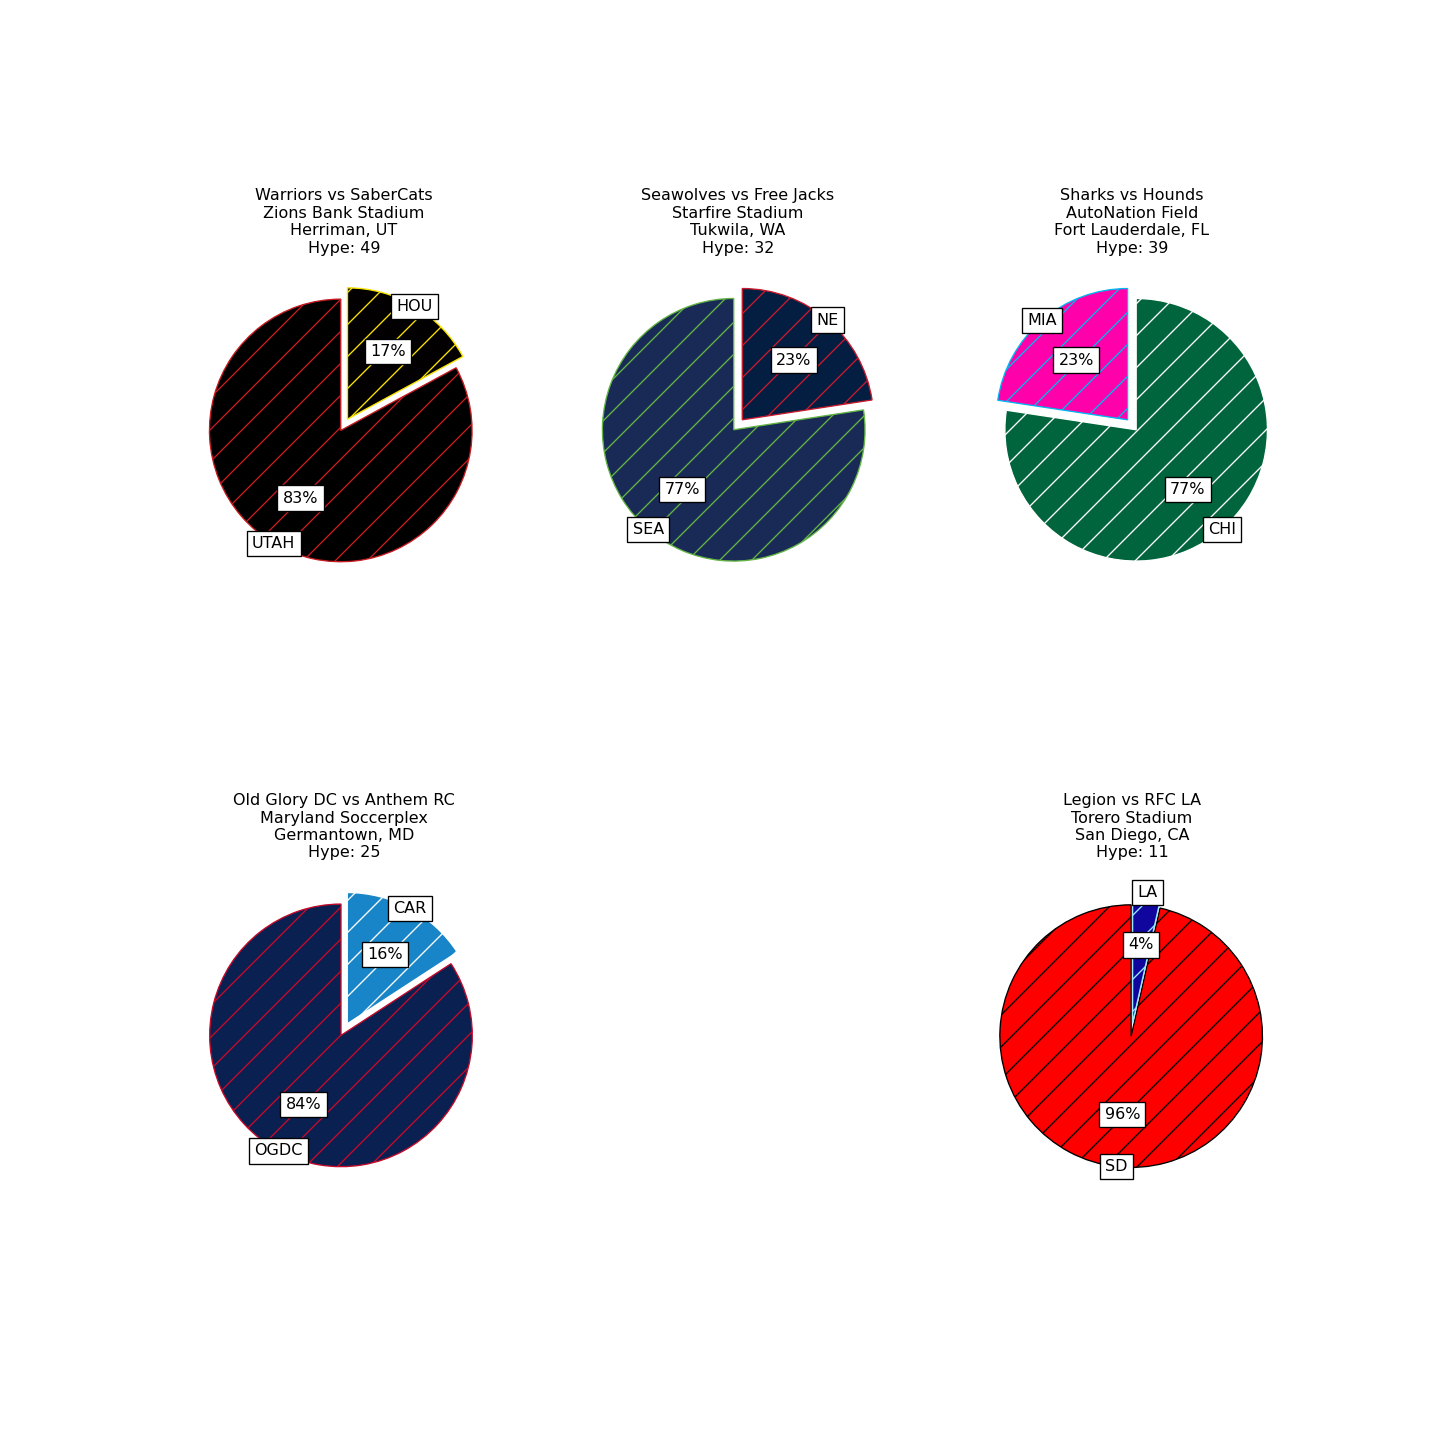 Warriors vs SaberCats
Zions Bank Stadium
Herriman, UT
Hype: 49
HOU
17%
83%
UTAH
Seawolves vs Free Jacks
Starfire Stadium
Tukwila, WA
Hype: 32
NE
23%
77%
SEA
Sharks vs Hounds
AutoNation Field
Fort Lauderdale, FL
Hype: 39
MIA
23%
77%
CHI
Old Glory DC vs Anthem RC
Maryland Soccerplex
Germantown, MD
Hype: 25
CAR
16%
84%
OGDC
Legion vs RFC LA
Torero Stadium
San Diego, CA
Hype: 11
LA
4%
96%
SD